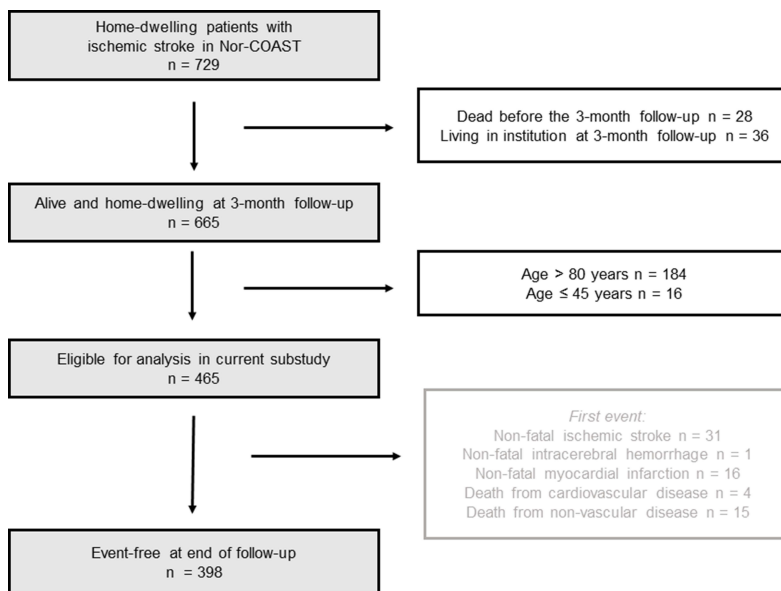 Home-dwelling patients with
ischemic stroke in Nor-COAST
n = 729
Dead before the 3-month follow-up n = 28
Living in institution at 3-month follow-up n = 36
Alive and home-dwelling at 3-month follow-up
n = 665
Age > 80 years n = 184
Age ≤ 45 years n = 16
Eligible for analysis in current substudy
n = 465
First event:
Non-fatal ischemic stroke n = 31
Non-fatal intracerebral hemorrhage n = 1
Non-fatal myocardial infarction n = 16
Death from cardiovascular disease n = 4
Death from non-vascular disease n = 15
Event-free at end of follow-up
n = 398